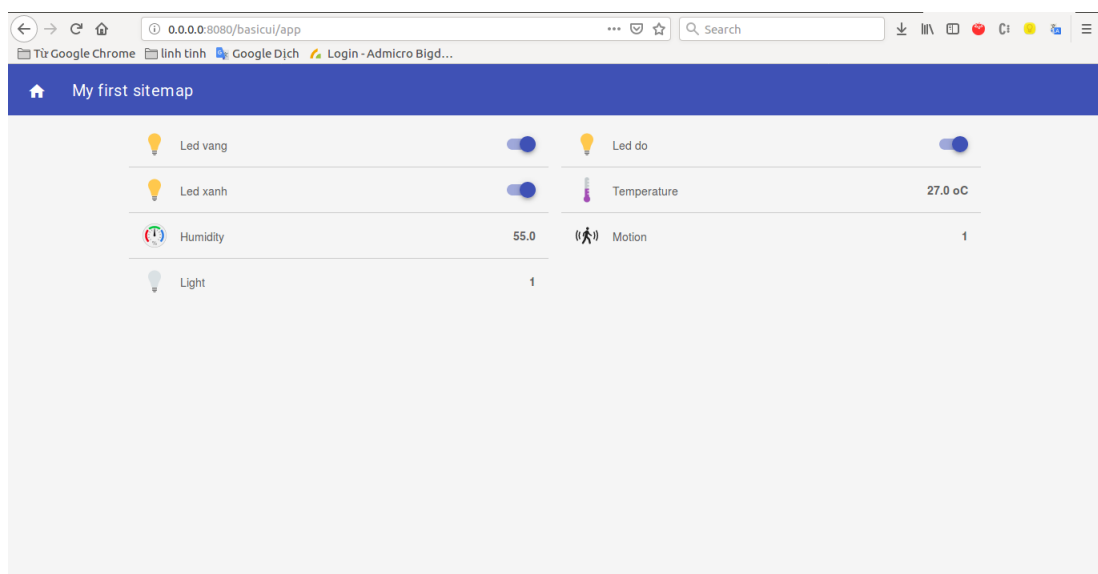 0.0.0.0:8080/basicui/app
Search
Từ Google Chrome linh tinh Google Dịch Login - Admicro Bigd...
My first sitemap
Led vang
Led do
Led xanh
Temperature 27.0 oC
Humidity 55.0
Motion 1
Light 1